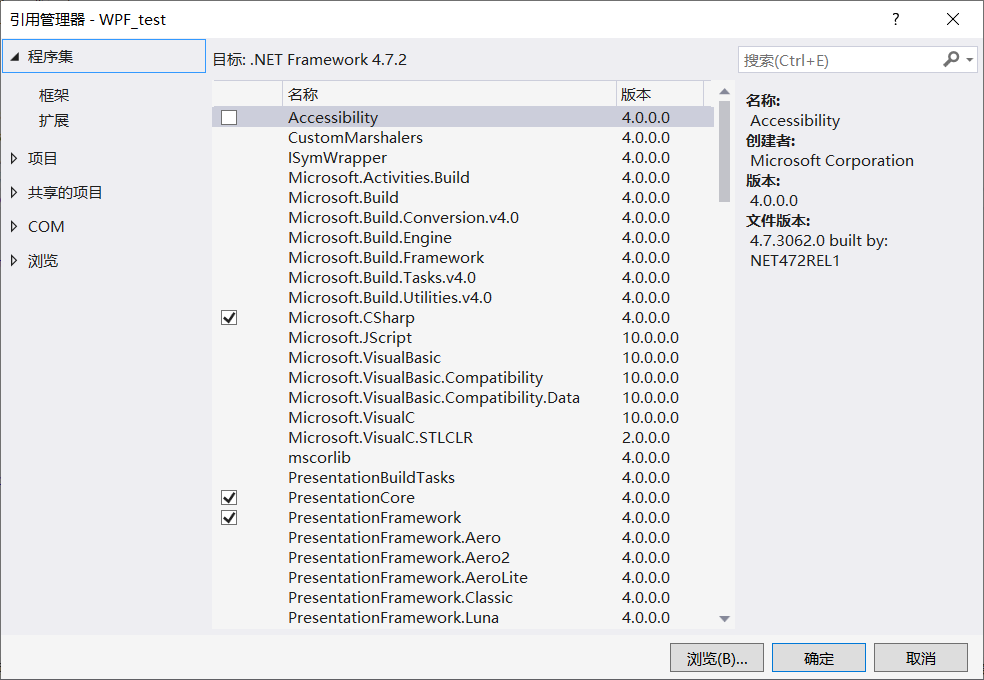 引用管理器 - WPF_test
?
程序集
框架
扩展
项目
共享的项目
COM
浏览
目标: .NET Framework 4.7.2
搜索(Ctrl+E)
名称 版本
Accessibility 4.0.0.0
CustomMarshalers 4.0.0.0
ISymWrapper 4.0.0.0
Microsoft.Activities.Build 4.0.0.0
Microsoft.Build 4.0.0.0
Microsoft.Build.Conversion.v4.0 4.0.0.0
Microsoft.Build.Engine 4.0.0.0
Microsoft.Build.Framework 4.0.0.0
Microsoft.Build.Tasks.v4.0 4.0.0.0
Microsoft.Build.Utilities.v4.0 4.0.0.0
Microsoft.CSharp 4.0.0.0
Microsoft.JScript 10.0.0.0
Microsoft.VisualBasic 10.0.0.0
Microsoft.VisualBasic.Compatibility 10.0.0.0
Microsoft.VisualBasic.Compatibility.Data 10.0.0.0
Microsoft.VisualC 10.0.0.0
Microsoft.VisualC.STLCLR 2.0.0.0
mscorlib 4.0.0.0
PresentationBuildTasks 4.0.0.0
PresentationCore 4.0.0.0
PresentationFramework 4.0.0.0
PresentationFramework.Aero 4.0.0.0
PresentationFramework.Aero2 4.0.0.0
PresentationFramework.AeroLite 4.0.0.0
PresentationFramework.Classic 4.0.0.0
PresentationFramework.Luna 4.0.0.0
名称:
Accessibility
创建者:
Microsoft Corporation
版本:
4.0.0.0
文件版本:
4.7.3062.0 built by:
NET472REL1
浏览(B)... 确定 取消